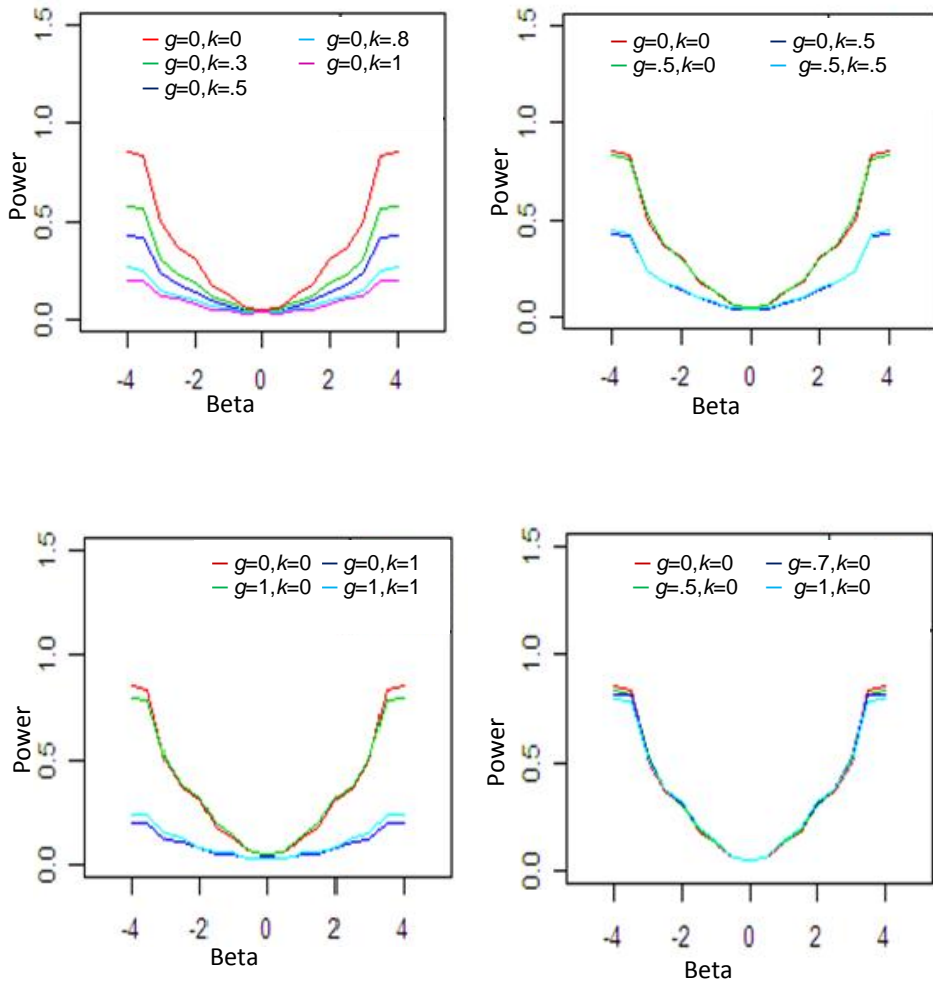 1.5
1.0
0.5
0.0
Power
g=0,k=0
g=0,k=.8
g=0,k=.3
g=0,k=1
g=0,k=.5
-4
-2
0
2
4
Beta
1.5
1.0
0.5
0.0
Power
g=0,k=0
g=0,k=.5
g=.5,k=0
g=.5,k=.5
-4
-2
0
2
4
Beta
1.5
1.0
0.5
0.0
Power
g=0,k=0
g=0,k=1
g=1,k=0
g=1,k=1
-4
-2
0
2
4
Beta
1.5
1.0
0.5
0.0
Power
g=0,k=0
g=.7,k=0
g=.5,k=0
g=1,k=0
-4
-2
0
2
4
Beta